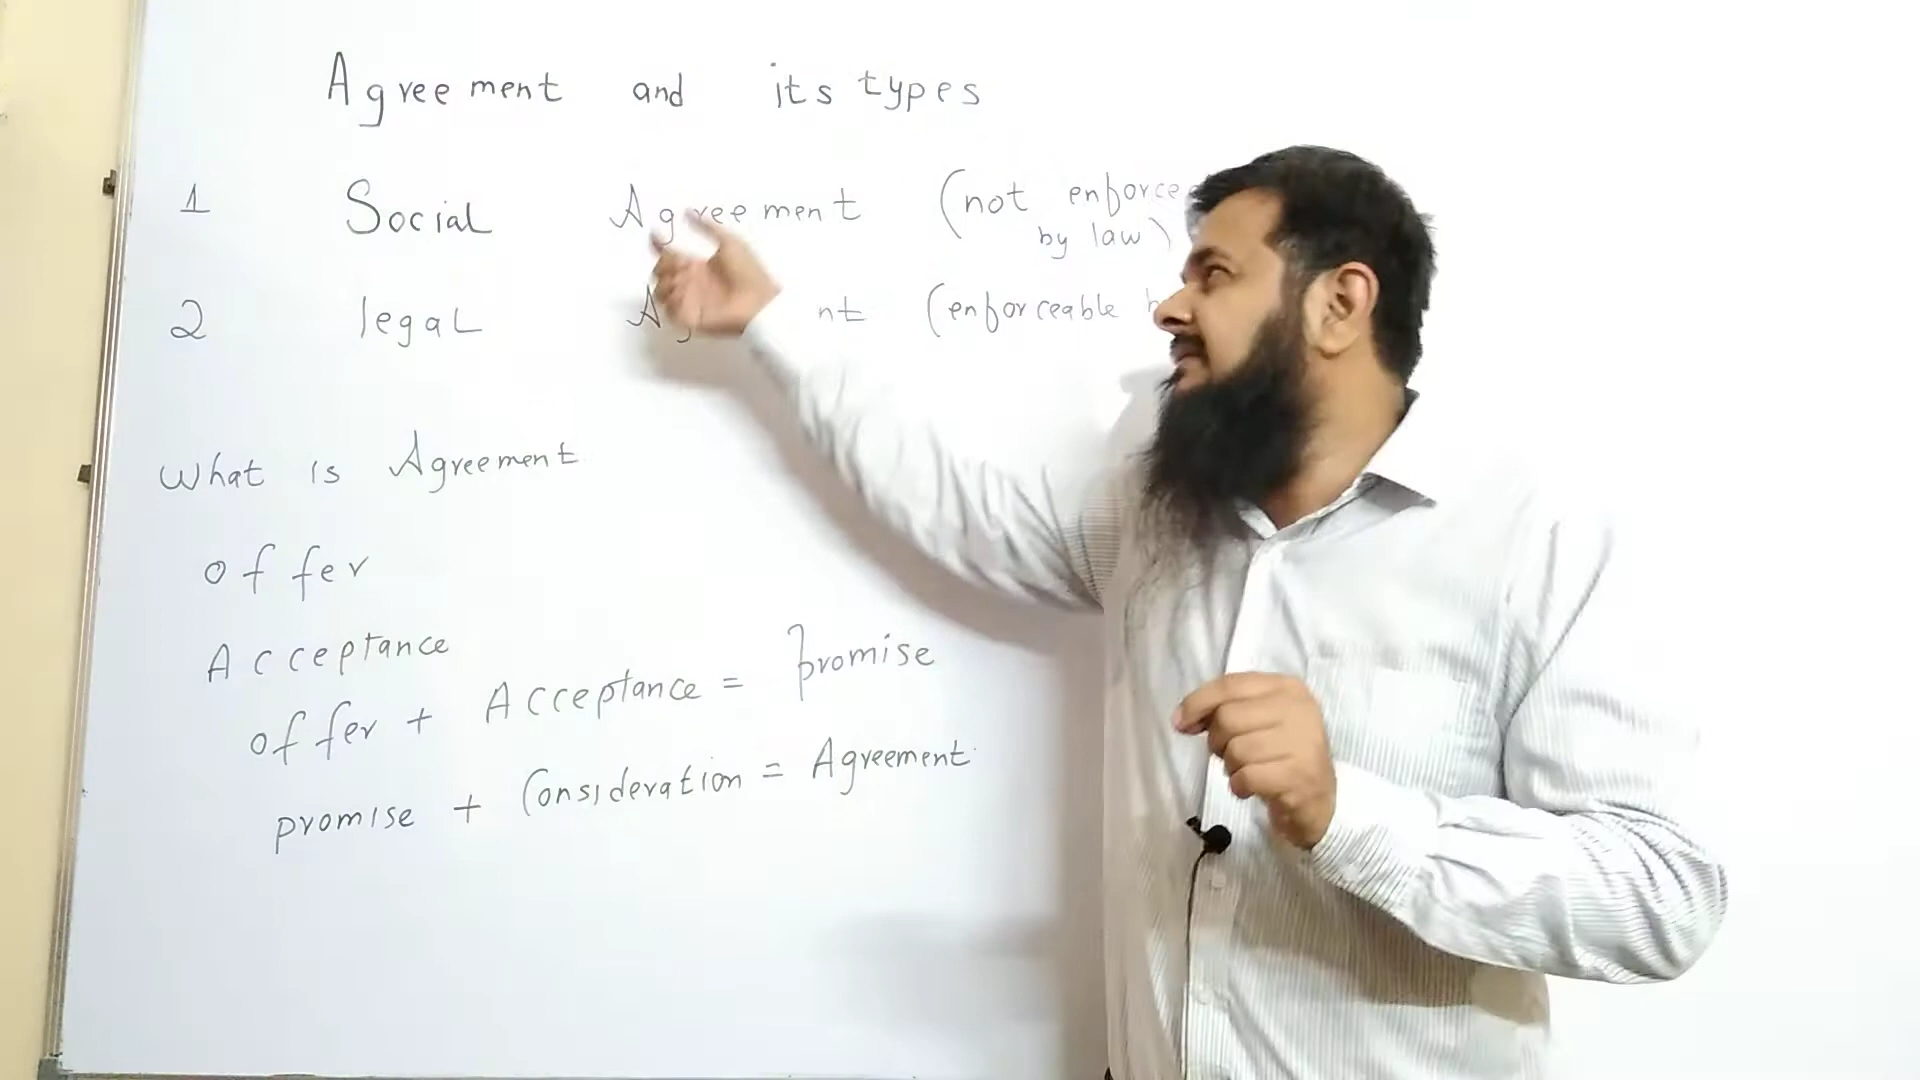 Agreement and its types
1 Social Agreement (not enforce
by law)
2 legal (enforceable
What is Agreement
offer
Acceptance
offer + Acceptance = promise
promise + Consideration = Agreement